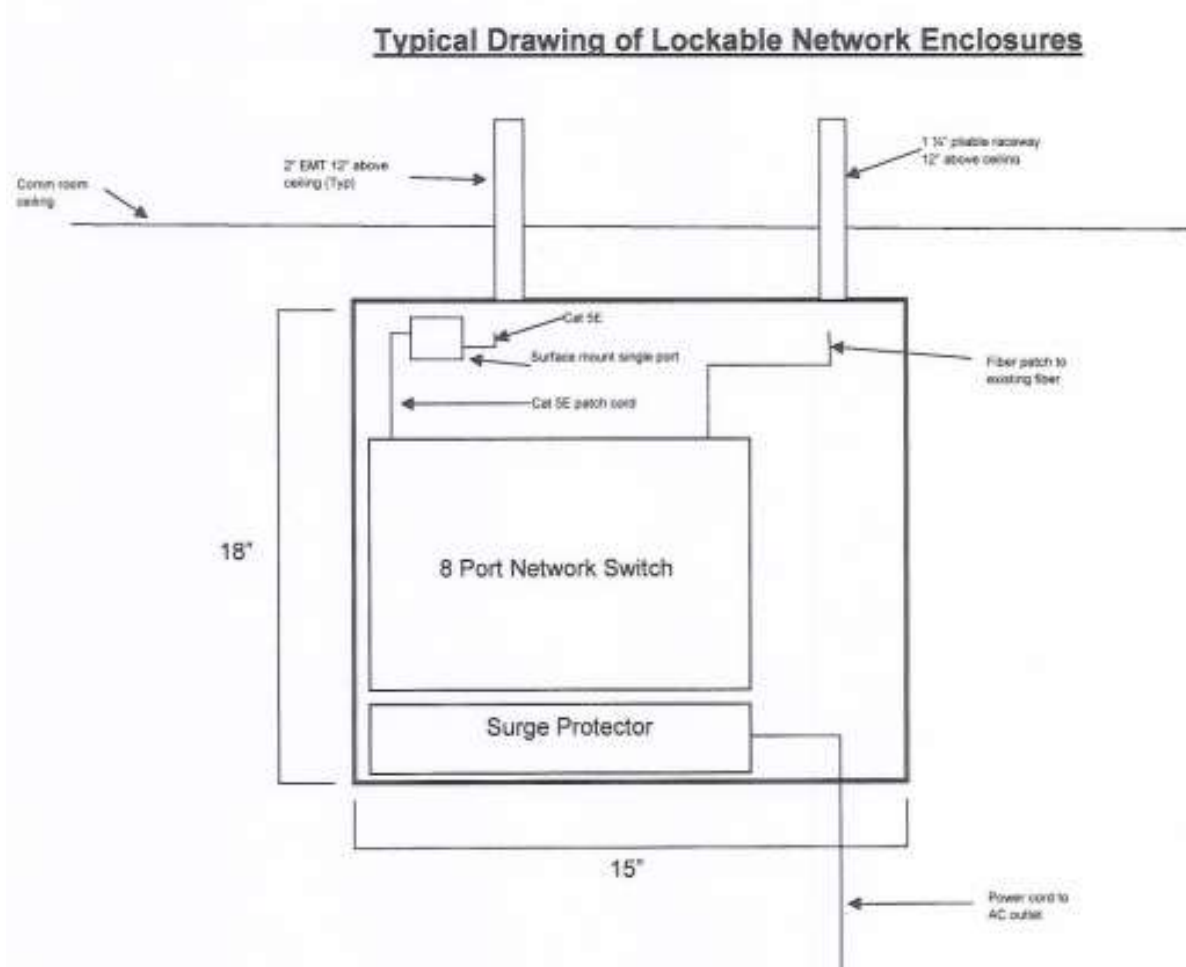 Typical Drawing of Lockable Network Enclosures
2" EMT 12" above
ceiling (Typ)
1 ¼" pliable raceway
12" above ceiling
Comm room
ceiling
Cat 5E
Surface mount single port
Fiber patch to
existing fiber
Cat 5E patch cord
18"
8 Port Network Switch
Surge Protector
15"
Power cord to
AC outlet